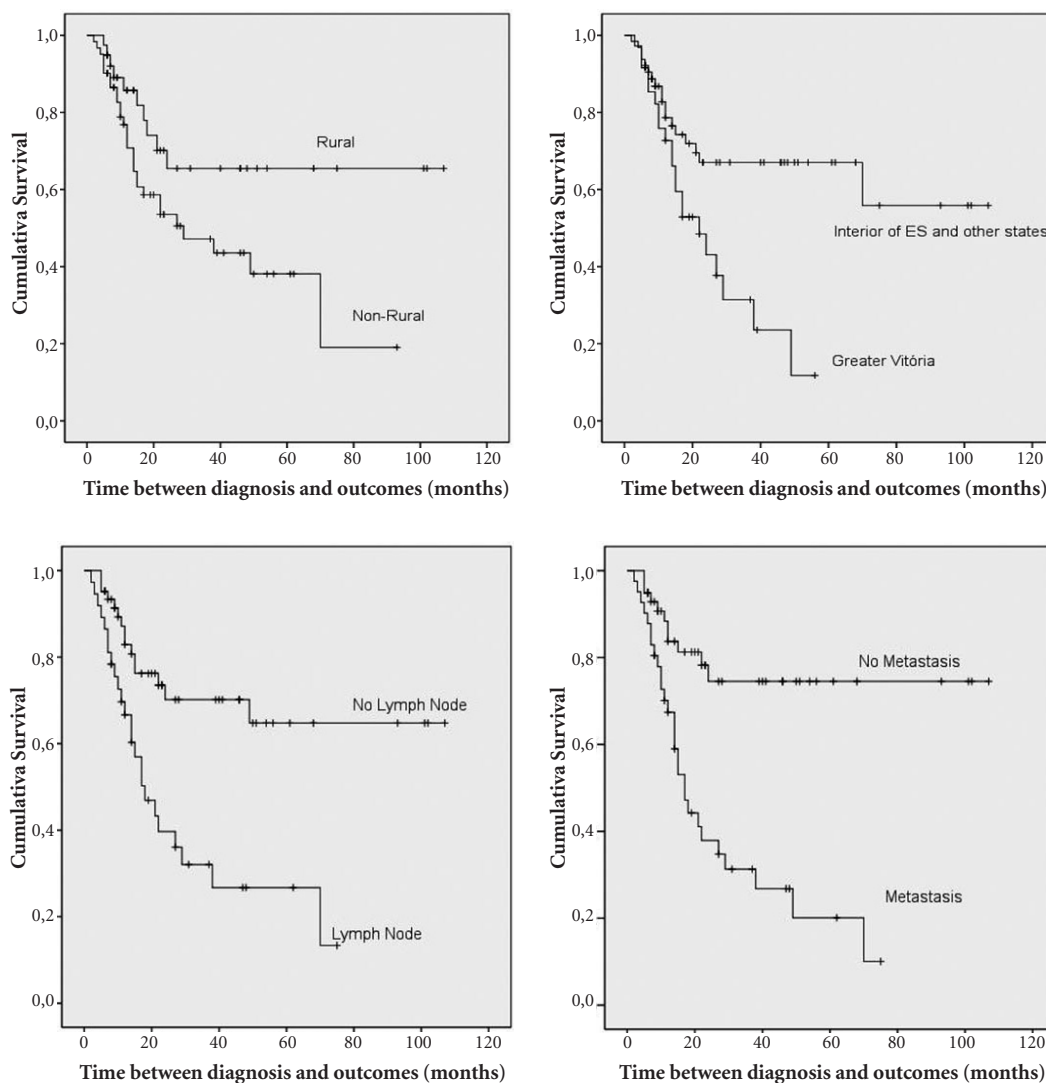 1,0
0,8
0,6
0,4
0,2
0,0
Cumulativa Survival
Rural
Non-Rural
0 20 40 60 80 100 120
Time between diagnosis and outcomes (months)
1,0
0,8
0,6
0,4
0,2
0,0
Cumulativa Survival
Interior of ES and other states
Greater Vitória
0 20 40 60 80 100 120
Time between diagnosis and outcomes (months)
1,0
0,8
0,6
0,4
0,2
0,0
Cumulativa Survival
No Lymph Node
Lymph Node
0 20 40 60 80 100 120
Time between diagnosis and outcomes (months)
1,0
0,8
0,6
0,4
0,2
0,0
Cumulativa Survival
No Metastasis
Metastasis
0 20 40 60 80 100 120
Time between diagnosis and outcomes (months)